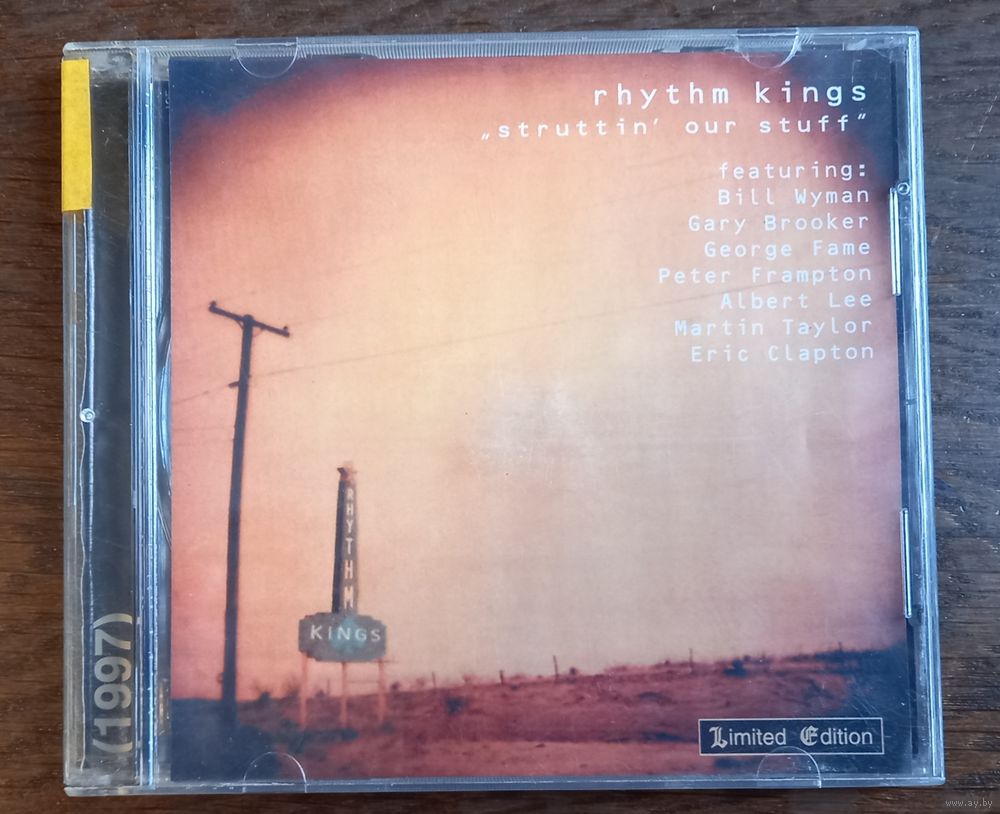 rhythm kings
„struttin' our stuff"
featuring:
Bill Wyman
Gary Brooker
George Fame
Peter Frampton
Albert Lee
Martin Taylor
Eric Clapton
RHYTHM
KINGS
(1997)
Limited Edition
www.ay.by